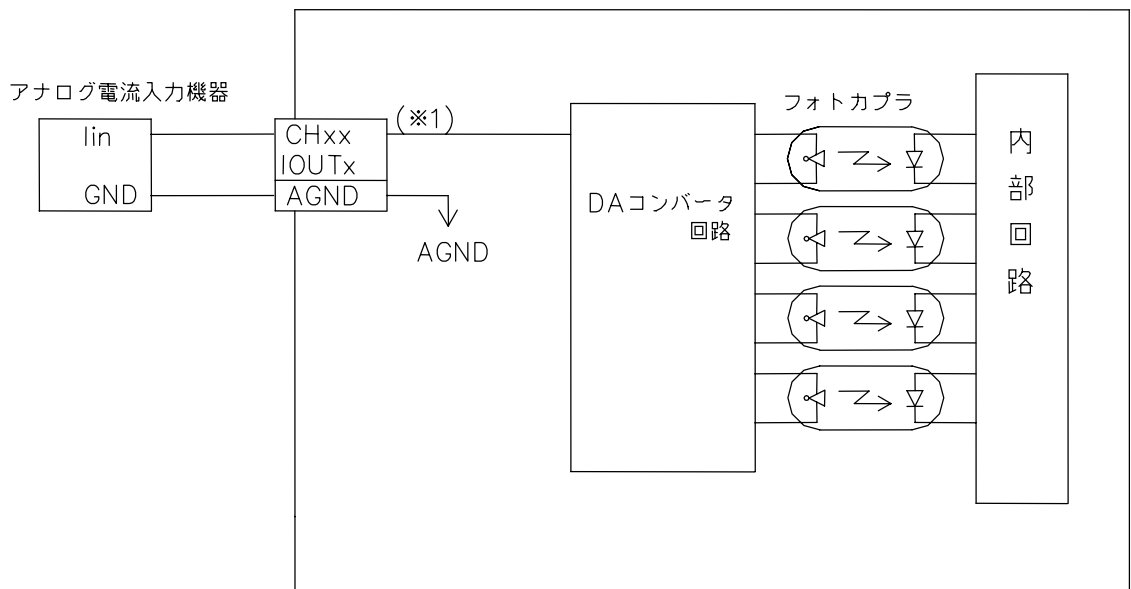 アナログ電流入力機器
Iin
GND
CHxx
IOUTx
AGND
(※1)
AGND
DAコンバータ
回路
フォトカプラ
内
部
回
路